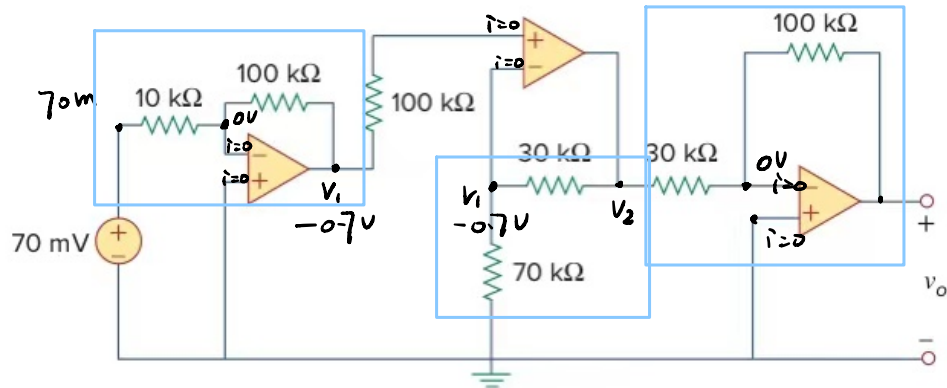 100 kΩ
i=0
+
i=0
−
100 kΩ
70m
10 kΩ
100 kΩ
0V
i=0
−
i=0
+
V₁
−0.7V
30 kΩ
30 kΩ
0V
i=0
−
+
i=0
V₁
−0.7V
V₂
70 mV
+
−
70 kΩ
+
vₒ
−